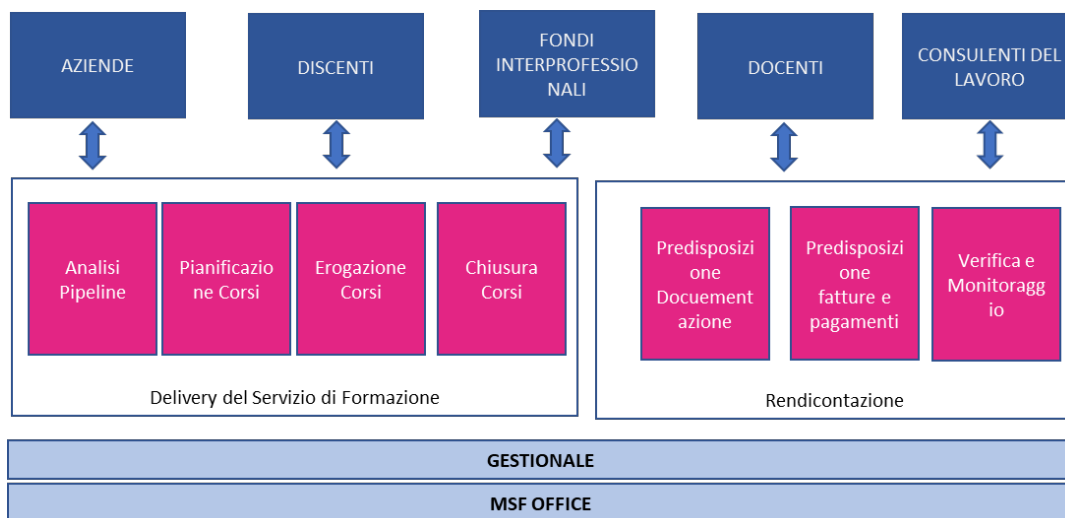 AZIENDE
DISCENTI
FONDI
INTERPROFESSIO
NALI
DOCENTI
CONSULENTI DEL
LAVORO
Analisi
Pipeline
Pianificazio
ne Corsi
Erogazione
Corsi
Chiusura
Corsi
Delivery del Servizio di Formazione
Predisposizi
one
Docuement
azione
Predisposizi
one
fatture e
pagamenti
Verifica e
Monitoragg
io
Rendicontazione
GESTIONALE
MSF OFFICE